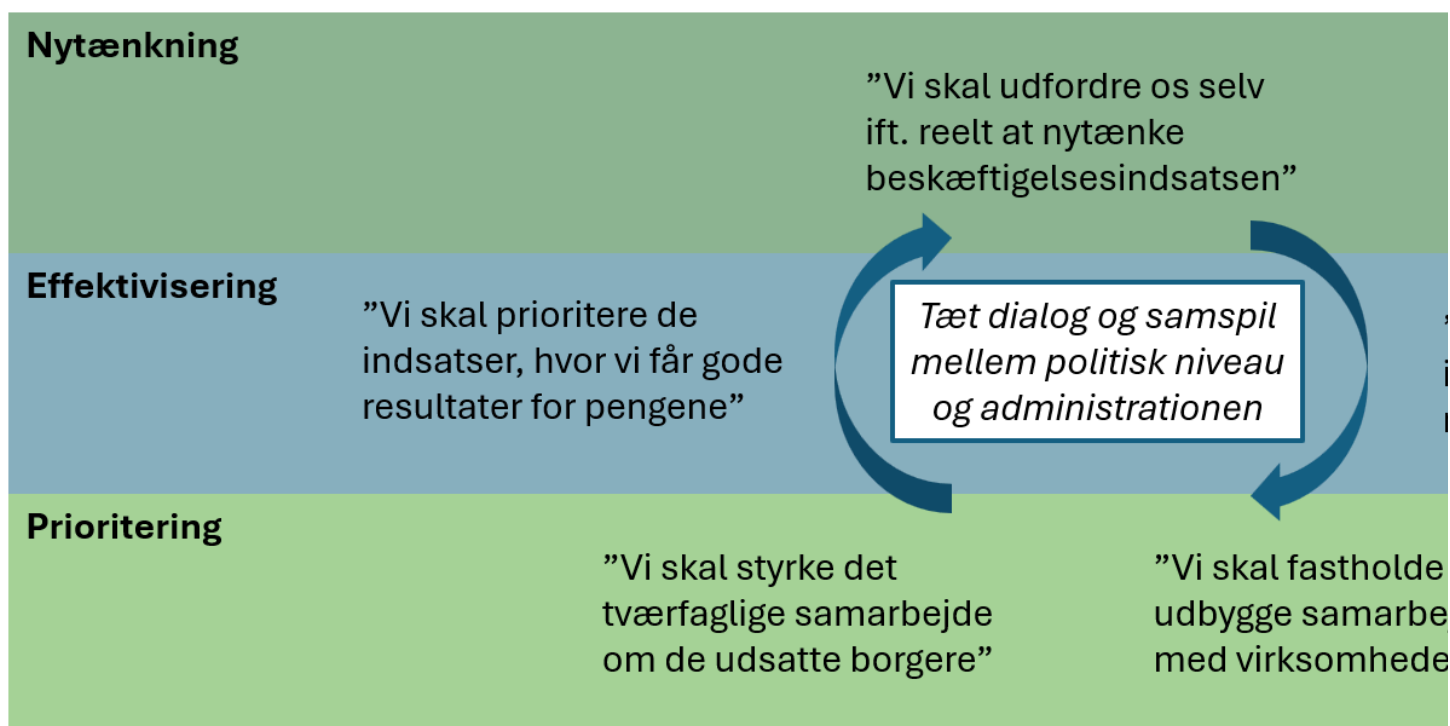 Nytænkning
”Vi skal udfordre os selv
ift. reelt at nytænke
beskæftigelsesindsatsen”
Effektivisering
”Vi skal prioritere de
indsatser, hvor vi får gode
resultater for pengene”
Tæt dialog og samspil
mellem politisk niveau
og administrationen
Prioritering
”Vi skal styrke det
tværfaglige samarbejde
om de udsatte borgere”
”Vi skal fastholde
udbygge
med